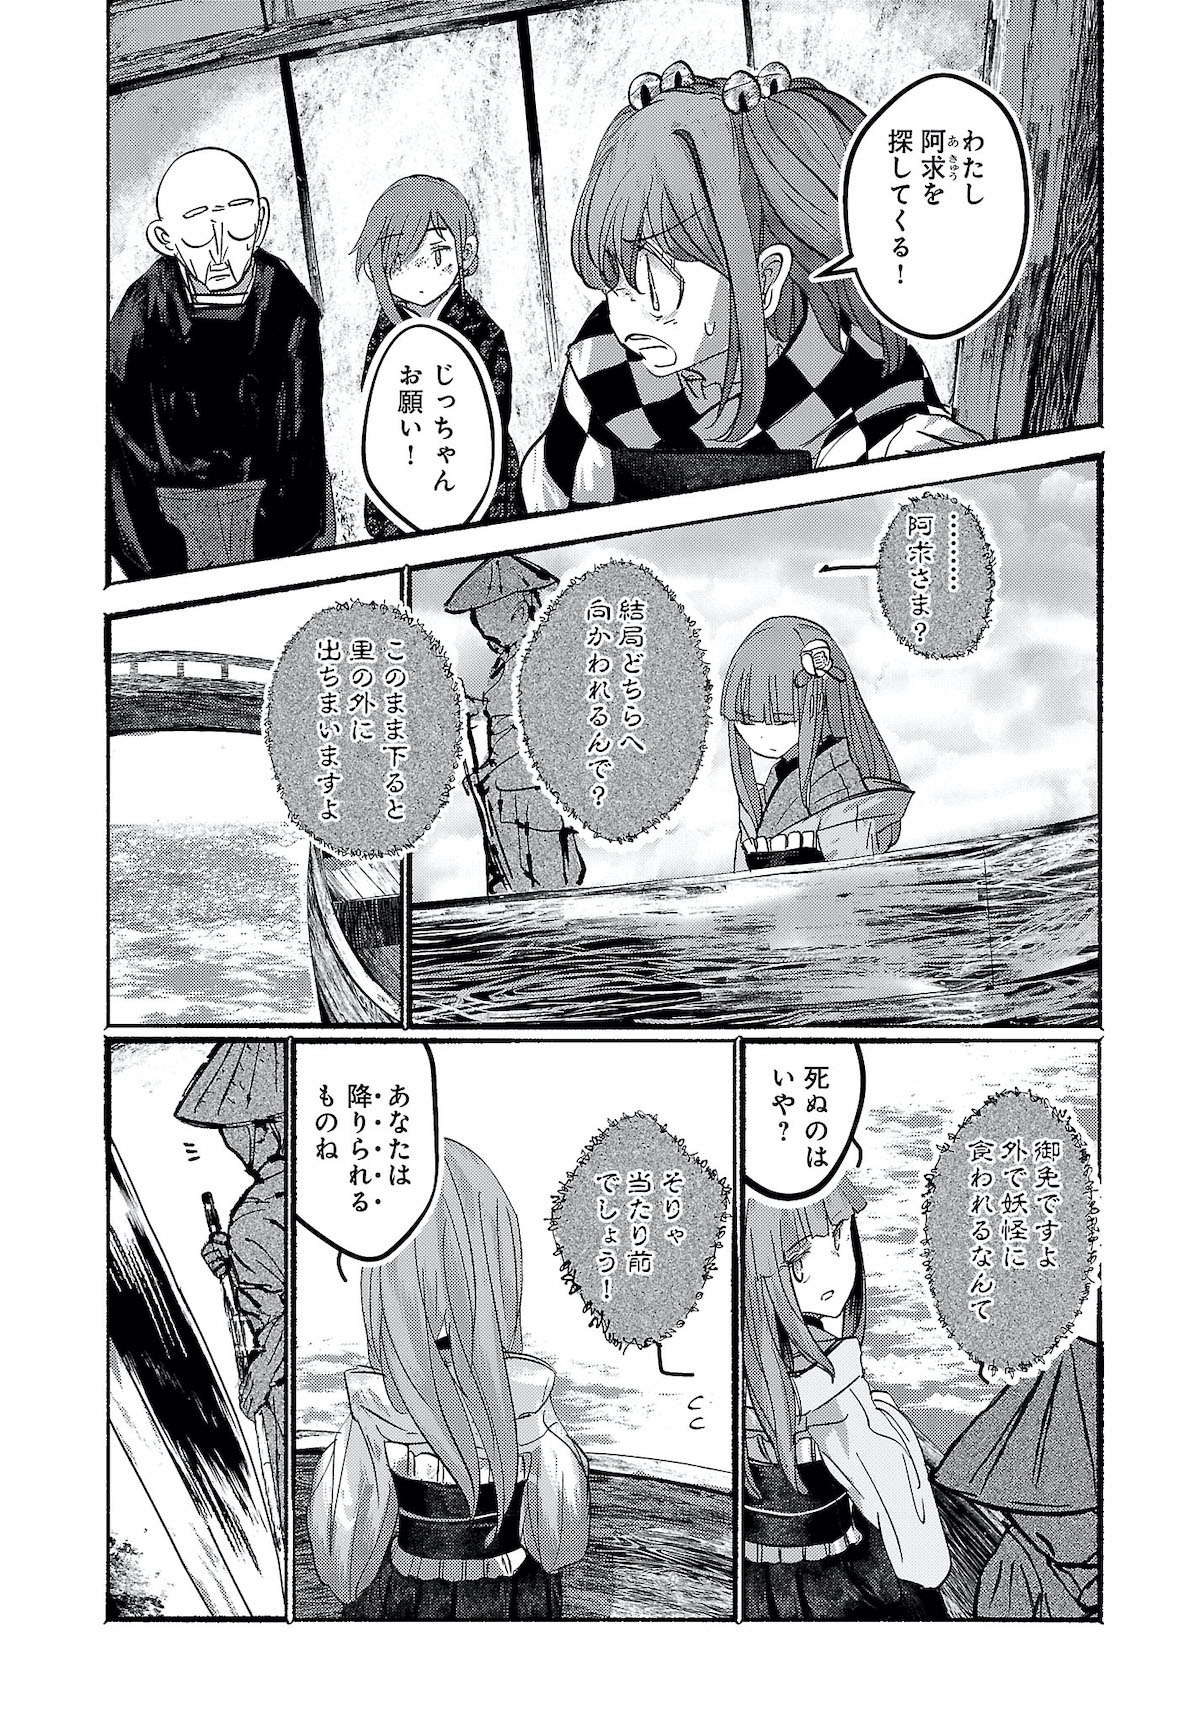 わたし
阿求を
あきゅう
探してくる！
じっちゃん
お願い！
………
阿求さま？
結局どちらへ
向かわれるんで？
このまま下ると
里の外に
出ちまいますよ
御免ですよ
外で妖怪に
食われるなんて
死ぬのは
いや？
そりゃ
当たり前
でしょう！
あなたは
降りられる
ものね